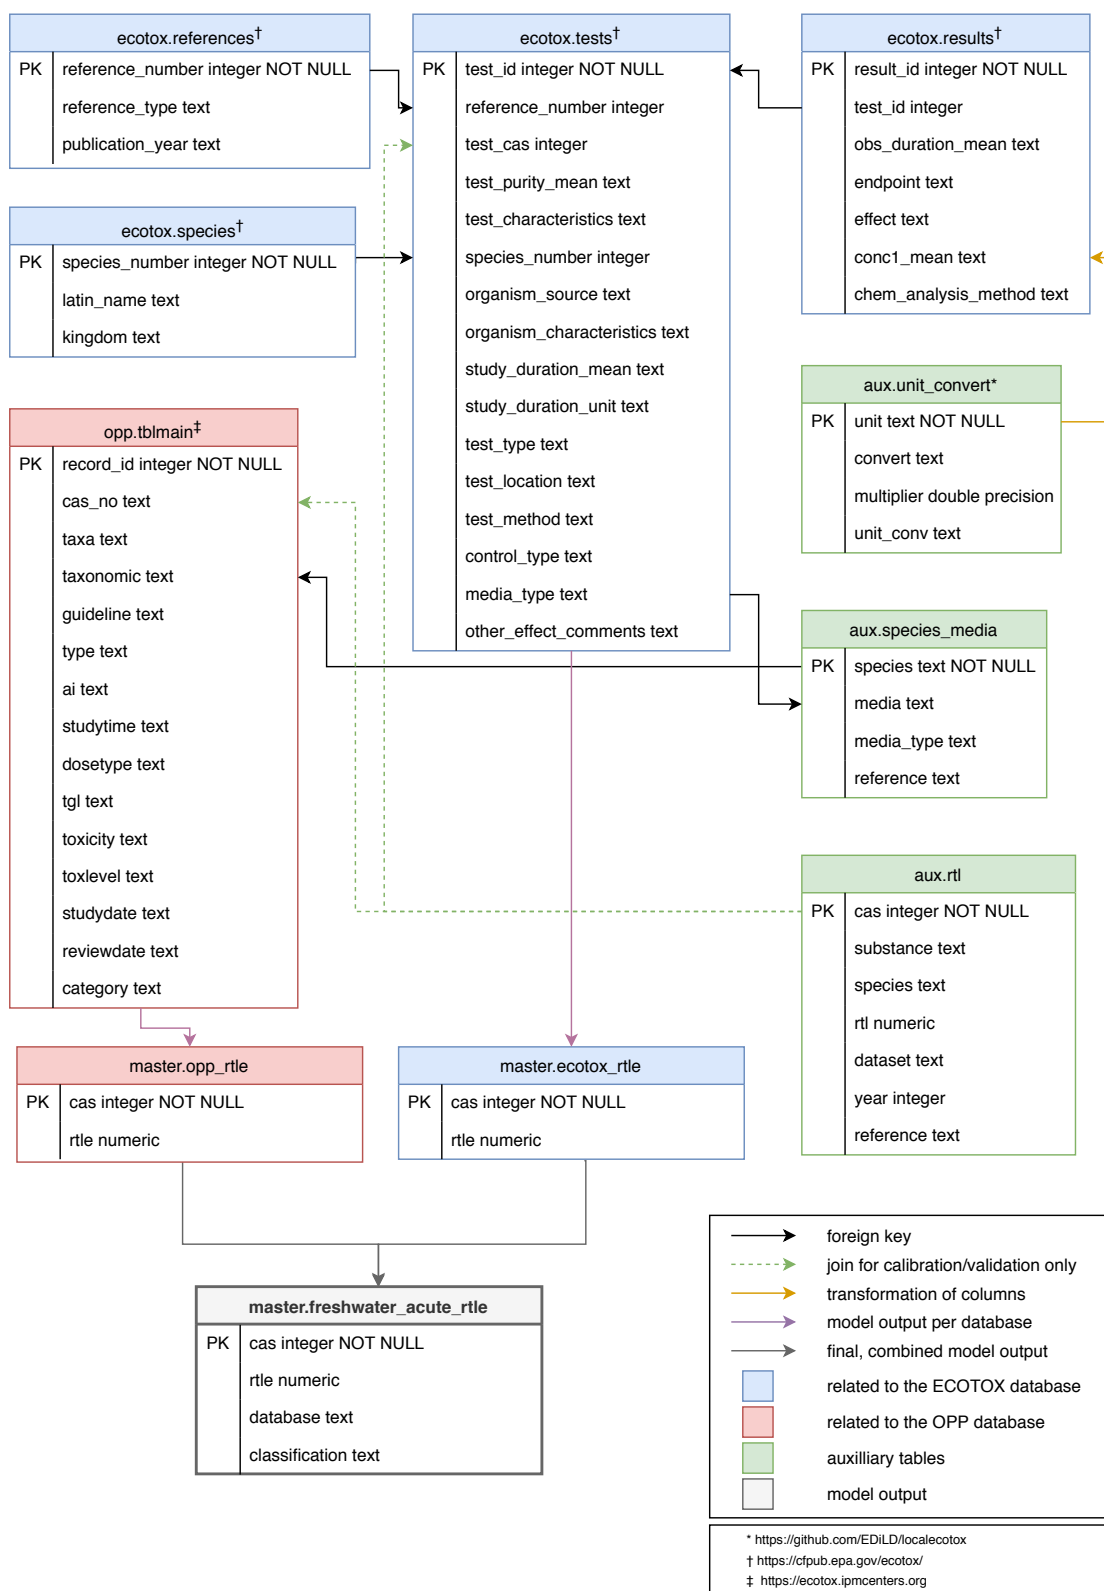 ecotox.references†
PK reference_number integer NOT NULL
reference_type text
publication_year text
ecotox.tests†
PK test_id integer NOT NULL
reference_number integer
test_cas integer
test_purity_mean text
test_characteristics text
species_number integer
organism_source text
organism_characteristics text
study_duration_mean text
study_duration_unit text
test_type text
test_location text
test_method text
control_type text
media_type text
other_effect_comments text
ecotox.results†
PK result_id integer NOT NULL
test_id integer
obs_duration_mean text
endpoint text
effect text
conc1_mean text
chem_analysis_method text
ecotox.species†
PK species_number integer NOT NULL
latin_name text
kingdom text
aux.unit_convert*
PK unit text NOT NULL
convert text
multiplier double precision
unit_conv text
opp.tblmain‡
PK record_id integer NOT NULL
cas_no text
taxa text
taxonomic text
guideline text
type text
ai text
studytime text
dosetype text
tgl text
toxicity text
toxlevel text
studydate text
reviewdate text
category text
aux.species_media
PK species text NOT NULL
media text
media_type text
reference text
aux.rtl
PK cas integer NOT NULL
substance text
species text
rtl numeric
dataset text
year integer
reference text
master.opp_rtle
PK cas integer NOT NULL
rtle numeric
master.ecotox_rtle
PK cas integer NOT NULL
rtle numeric
master.freshwater_acute_rtle
PK cas integer NOT NULL
rtle numeric
database text
classification text
foreign key
join for calibration/validation only
transformation of columns
model output per database
final, combined model output
related to the ECOTOX database
related to the OPP database
auxilliary tables
model output
* https://github.com/EDiLD/localecotox
† https://cfpub.epa.gov/ecotox/
‡ https://ecotox.ipmcenters.org